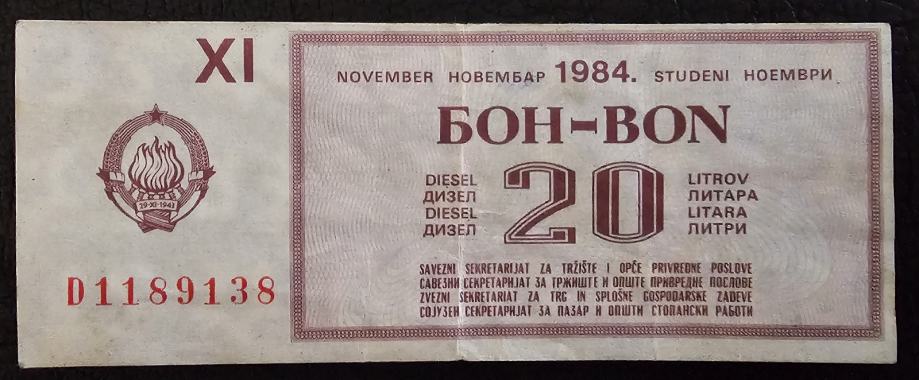 XI
NOVEMBER НОВЕМБАР 1984. STUDENI НОЕМВРИ
БОН-BON
DIESEL
ДИЗЕЛ
DIESEL
ДИЗЕЛ
20
LITROV
ЛИТАРА
LITARA
ЛИТРИ
29·XI·1943
D1189138
SAVEZNI SEKRETARIJAT ZA TRŽIŠTE I OPĆE PRIVREDNE POSLOVE
САВЕЗНИ СЕКРЕТАРИЈАТ ЗА ТРЖИШТЕ И ОПШТЕ ПРИВРЕДНЕ ПОСЛОВЕ
ZVEZNI SEKRETARIAT ZA TRG IN SPLOŠNE GOSPODARSKE ZADEVE
СОЈУЗЕН СЕКРЕТАРИЈАТ ЗА ПАЗАР И ОПШТИ СТОПАНСКИ РАБОТИ